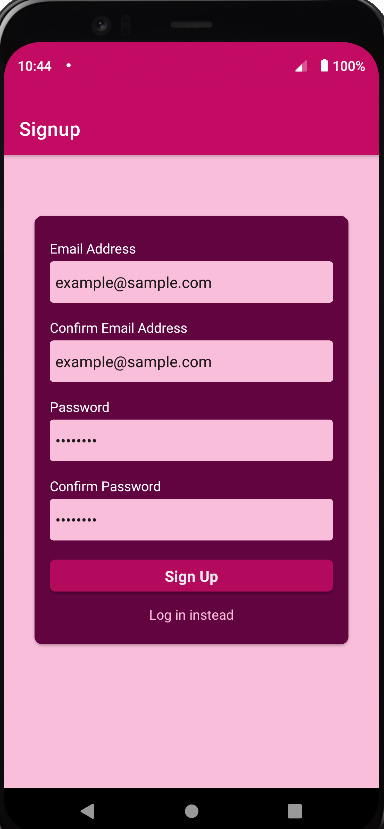 10:44
100%
Signup
Email Address
example@sample.com
Confirm Email Address
example@sample.com
Password
••••••••
Confirm Password
••••••••
Sign Up
Log in instead